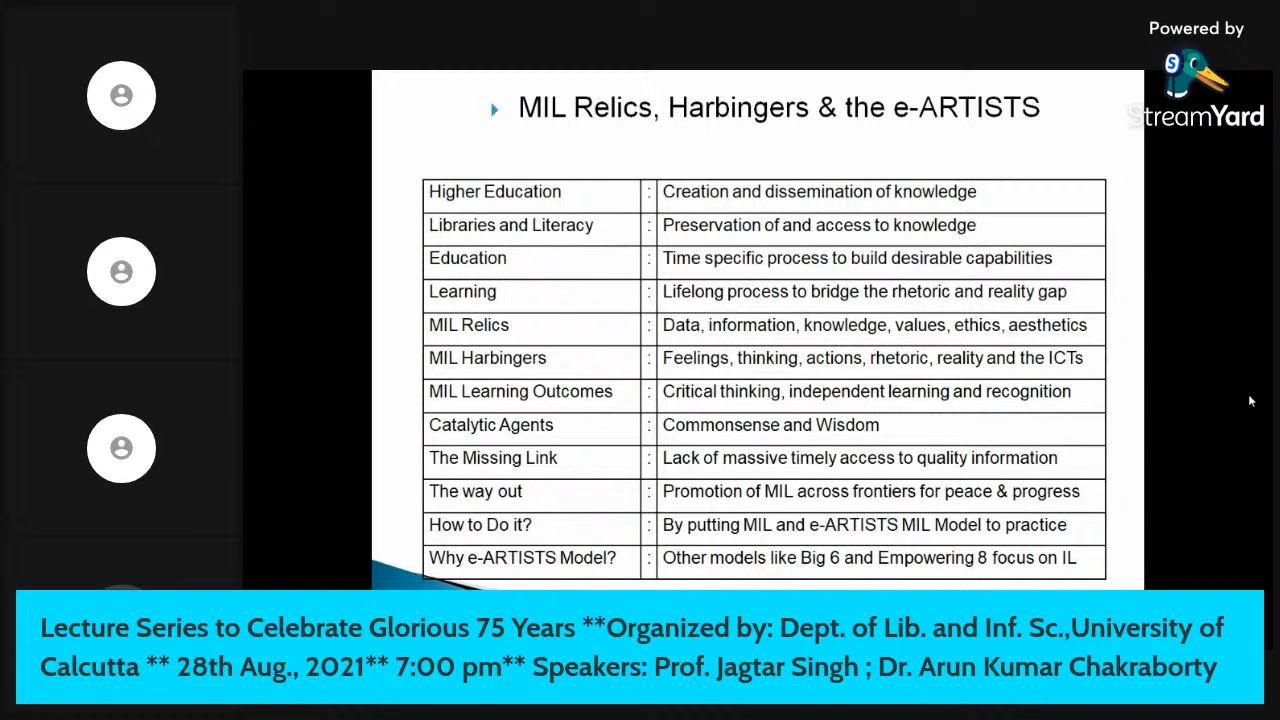 Powered by
S
StreamYard
MIL Relics, Harbingers & the e-ARTISTS
Higher Education : Creation and dissemination of knowledge
Libraries and Literacy : Preservation of and access to knowledge
Education : Time specific process to build desirable capabilities
Learning : Lifelong process to bridge the rhetoric and reality gap
MIL Relics : Data, information, knowledge, values, ethics, aesthetics
MIL Harbingers : Feelings, thinking, actions, rhetoric, reality and the ICTs
MIL Learning Outcomes : Critical thinking, independent learning and recognition
Catalytic Agents : Commonsense and Wisdom
The Missing Link : Lack of massive timely access to quality information
The way out : Promotion of MIL across frontiers for peace & progress
How to Do it? : By putting MIL and e-ARTISTS MIL Model to practice
Why e-ARTISTS Model? : Other models like Big 6 and Empowering 8 focus on IL
Lecture Series to Celebrate Glorious 75 Years **Organized by: Dept. of Lib. and Inf. Sc.,University of
Calcutta ** 28th Aug., 2021** 7:00 pm** Speakers: Prof. Jagtar Singh ; Dr. Arun Kumar Chakraborty